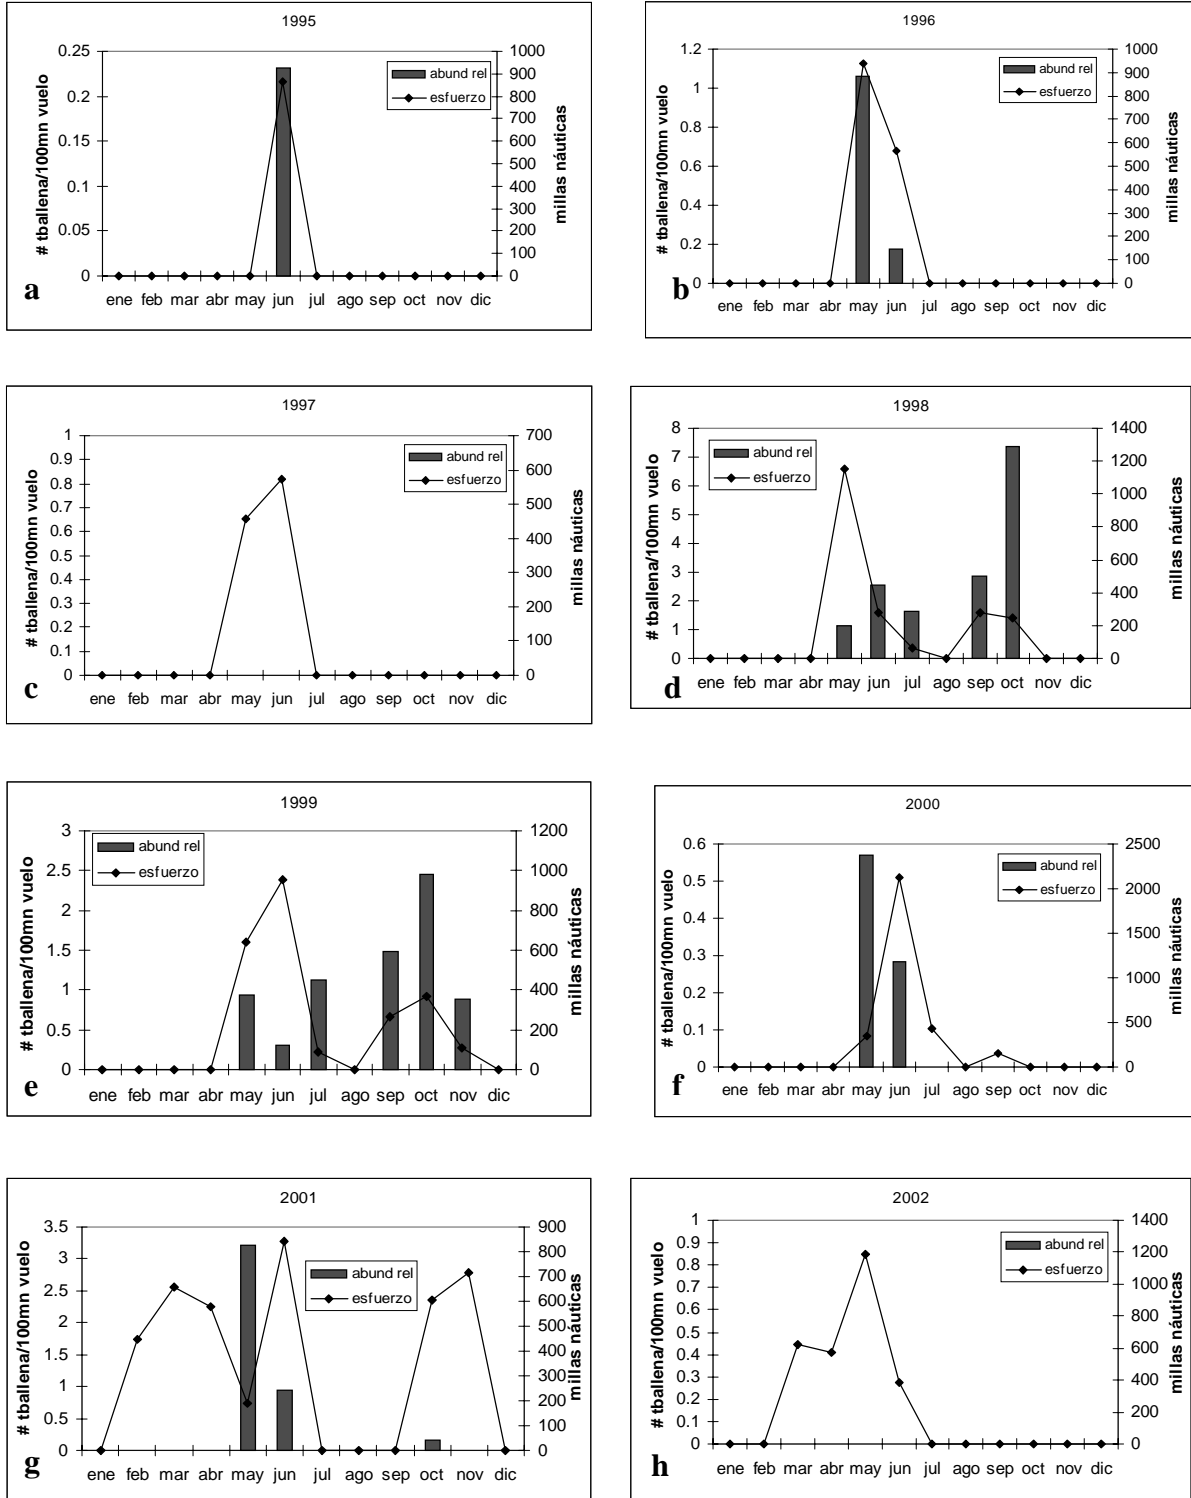 1995
# tballena/100mn vuelo
0.25
0.2
0.15
0.1
0.05
0
abund rel
esfuerzo
1000
900
800
700
600
500
400
300
200
100
0
millas náuticas
a
ene feb mar abr may jun jul ago sep oct nov dic
1996
# tballena/100mn vuelo
1.2
1
0.8
0.6
0.4
0.2
0
abund rel
esfuerzo
1000
900
800
700
600
500
400
300
200
100
0
millas náuticas
b
ene feb mar abr may jun jul ago sep oct nov dic
1997
# tballena/100mn vuelo
1
0.9
0.8
0.7
0.6
0.5
0.4
0.3
0.2
0.1
0
abund rel
esfuerzo
700
600
500
400
300
200
100
0
millas náuticas
c
ene feb mar abr may jun jul ago sep oct nov dic
1998
# tballena/100mn vuelo
8
7
6
5
4
3
2
1
0
abund rel
esfuerzo
1400
1200
1000
800
600
400
200
0
millas náuticas
d
ene feb mar abr may jun jul ago sep oct nov dic
1999
# tballena/100mn vuelo
3
2.5
2
1.5
1
0.5
0
abund rel
esfuerzo
1200
1000
800
600
400
200
0
millas náuticas
e
ene feb mar abr may jun jul ago sep oct nov dic
2000
# tballena/100mn vuelo
0.6
0.5
0.4
0.3
0.2
0.1
0
abund rel
esfuerzo
2500
2000
1500
1000
500
0
millas náuticas
f
ene feb mar abr may jun jul ago sep oct nov dic
2001
# tballena/100mn vuelo
3.5
3
2.5
2
1.5
1
0.5
0
abund rel
esfuerzo
900
800
700
600
500
400
300
200
100
0
millas náuticas
g
ene feb mar abr may jun jul ago sep oct nov dic
2002
# tballena/100mn vuelo
1
0.9
0.8
0.7
0.6
0.5
0.4
0.3
0.2
0.1
0
abund rel
esfuerzo
1400
1200
1000
800
600
400
200
0
millas náuticas
h
ene feb mar abr may jun jul ago sep oct nov dic